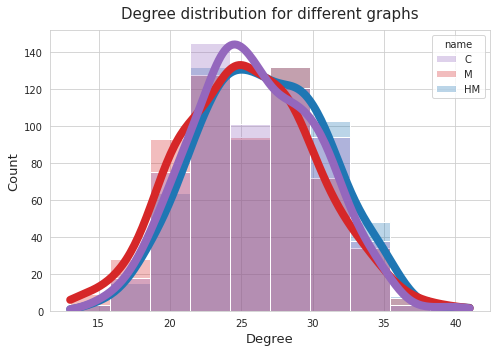 Degree distribution for different graphs
name
C
M
HM
Count
140
120
100
80
60
40
20
0
15 20 25 30 35 40
Degree